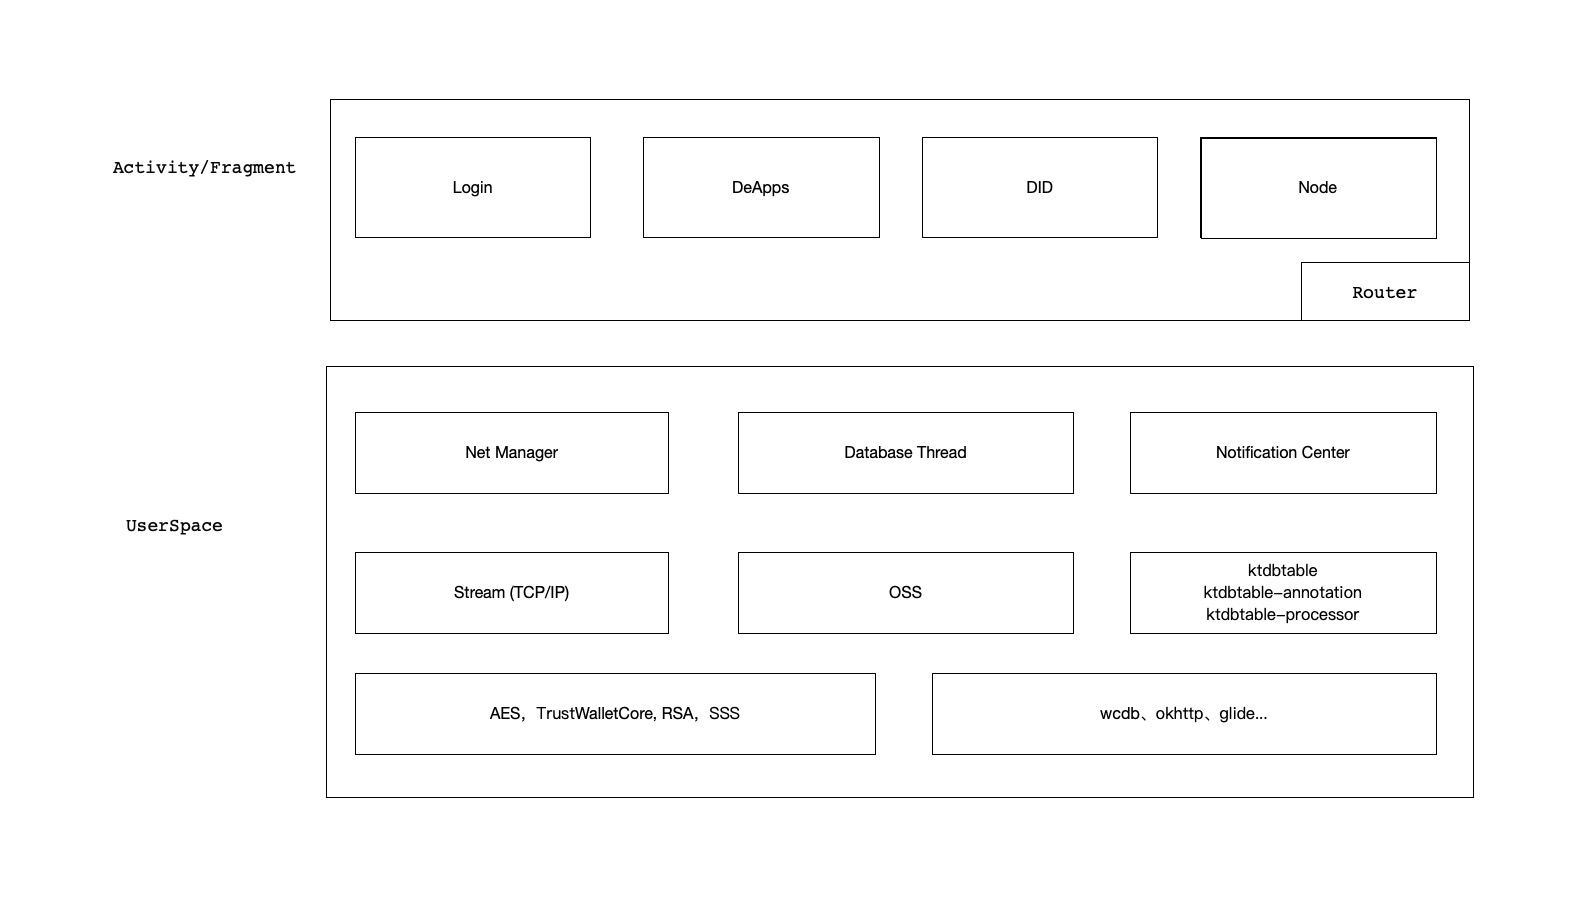 Activity/Fragment
Login
DeApps
DID
Node
Router
UserSpace
Net Manager
Database Thread
Notification Center
Stream (TCP/IP)
OSS
ktdbtable
ktdbtable-annotation
ktdbtable-processor
AES，TrustWalletCore, RSA，SSS
wcdb、okhttp、glide...